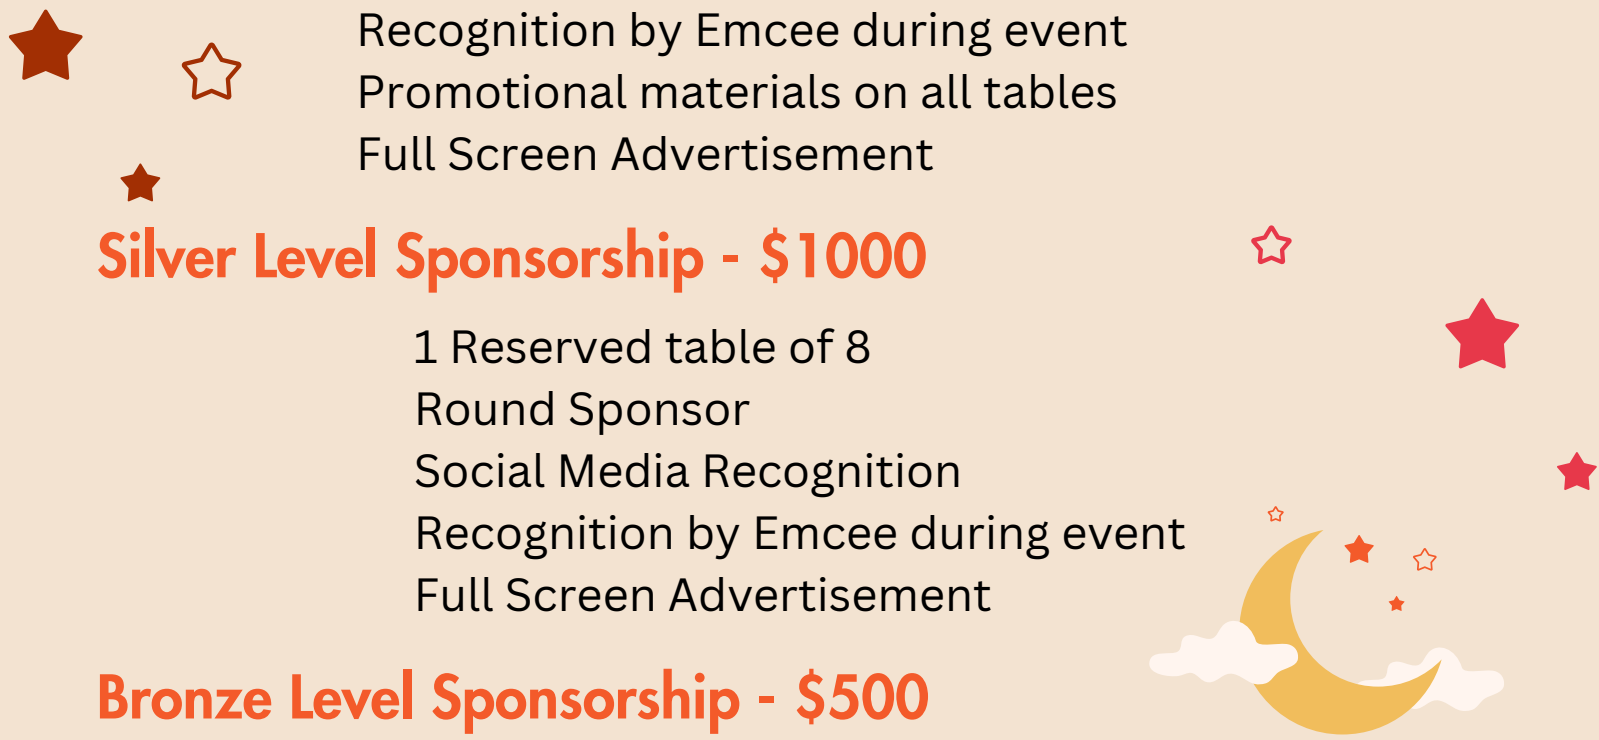 Recognition by Emcee during event
Promotional materials on all tables
Full Screen Advertisement
Silver Level Sponsorship - $1000
1 Reserved table of 8
Round Sponsor
Social Media Recognition
Recognition by Emcee during event
Full Screen Advertisement
Bronze Level Sponsorship - $500